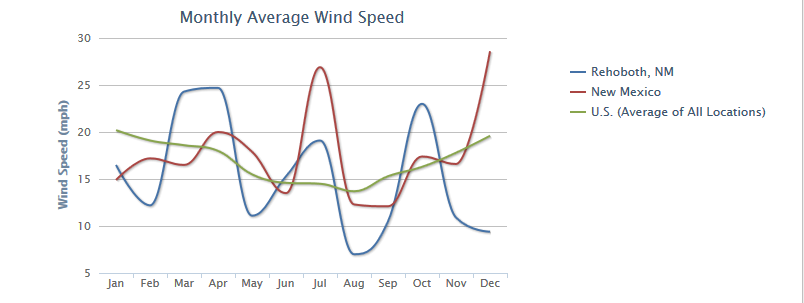 Monthly Average Wind Speed
30
25
20
15
10
5
Wind Speed (mph)
Jan Feb Mar Apr May Jun Jul Aug Sep Oct Nov Dec
Rehoboth, NM
New Mexico
U.S. (Average of All Locations)